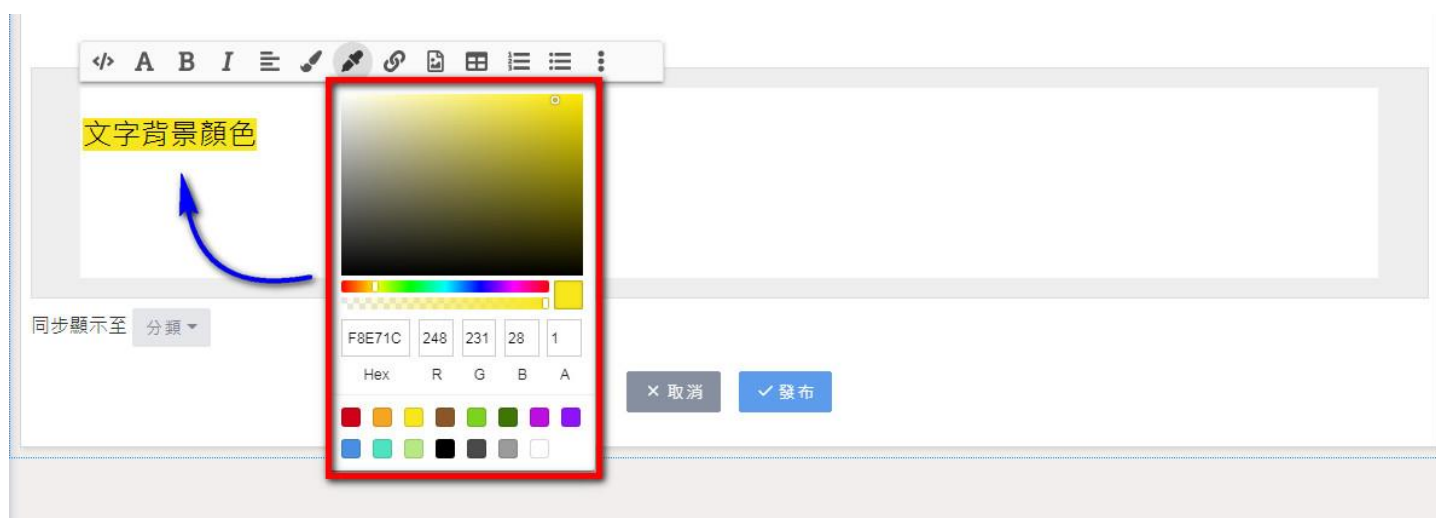 A B I
文字背景顏色
同步顯示至 分類
F8E71C 248 231 28 1
Hex R G B A
取消 發布